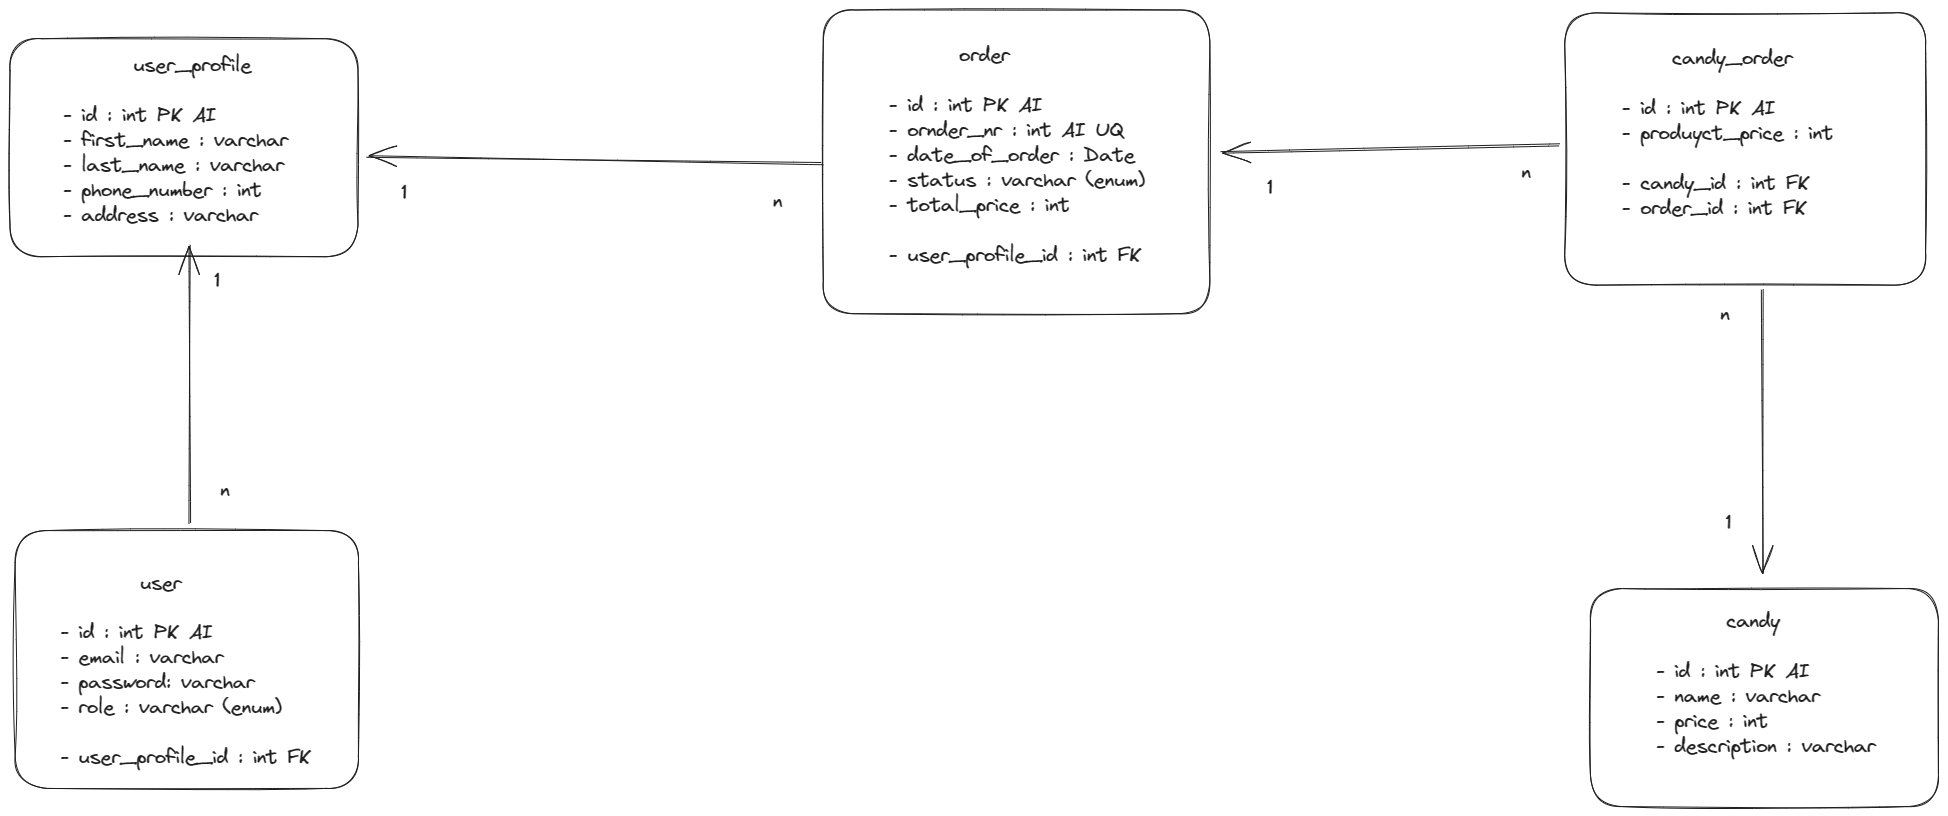 user_profile
- id : int PK AI
- first_name : varchar
- last_name : varchar
- phone_number : int
- address : varchar
1
n
order
- id : int PK AI
- ornder_nr : int AI UQ
- date_of_order : Date
- status : varchar (enum)
- total_price : int
- user_profile_id : int FK
1
n
candy_order
- id : int PK AI
- produyct_price : int
- candy_id : int FK
- order_id : int FK
1
n
user
- id : int PK AI
- email : varchar
- password: varchar
- role : varchar (enum)
- user_profile_id : int FK
n
1
candy
- id : int PK AI
- name : varchar
- price : int
- description : varchar